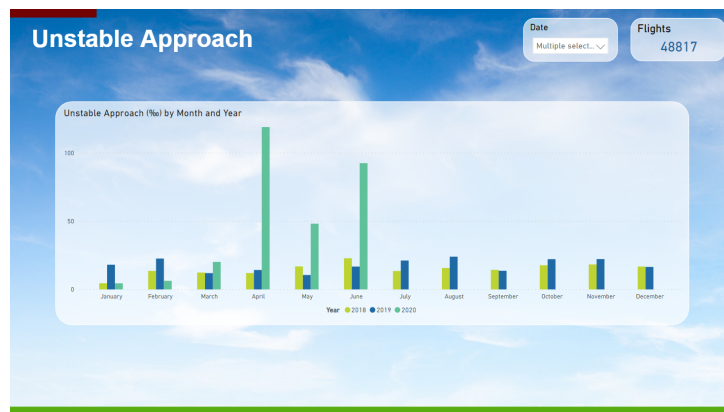 Unstable Approach
Date
Multiple select...
Flights
48817
Unstable Approach (‰) by Month and Year
100
50
0
January February March April May June July August September October November December
Year 2018 2019 2020